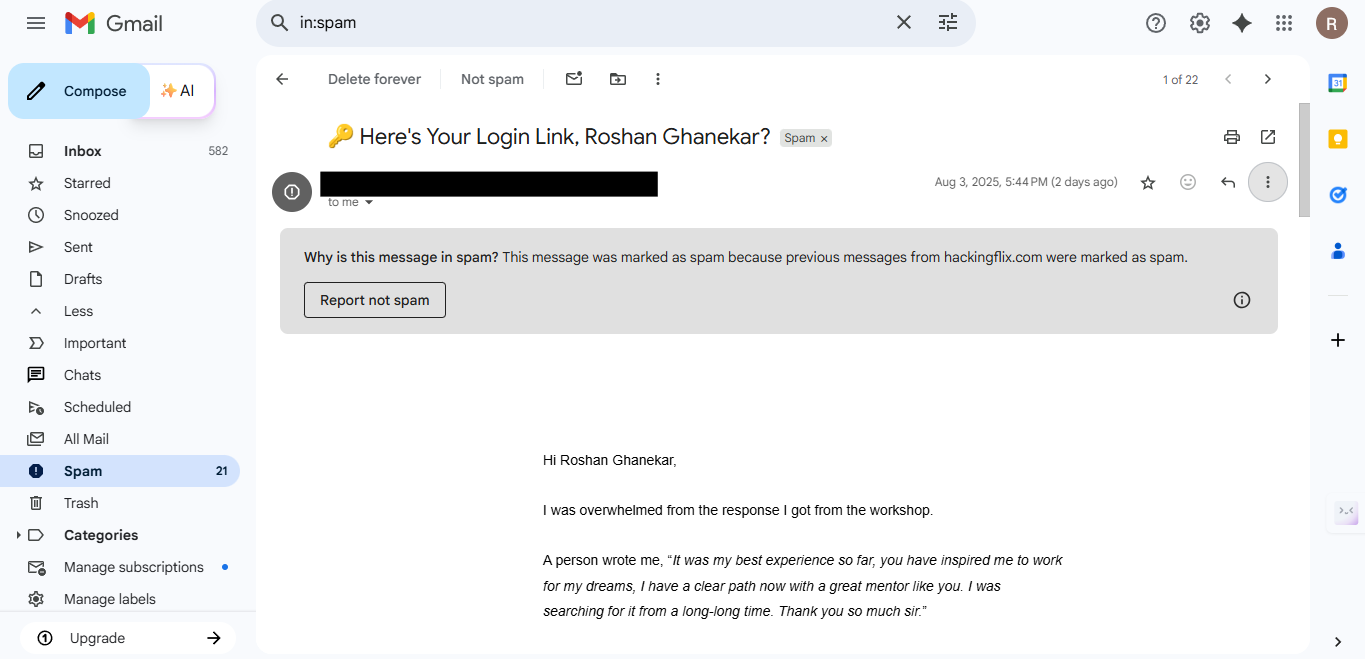 Gmail
in:spam
R
Compose
✨ AI
Delete forever
Not spam
1 of 22
31
Inbox 582
Starred
Snoozed
Sent
Drafts
Less
Important
Chats
Scheduled
All Mail
Spam 21
Trash
Categories
Manage subscriptions
Manage labels
Upgrade
🔑 Here's Your Login Link, Roshan Ghanekar? Spam ×
to me
Aug 3, 2025, 5:44 PM (2 days ago)
Why is this message in spam? This message was marked as spam because previous messages from hackingflix.com were marked as spam.
Report not spam
Hi Roshan Ghanekar,
I was overwhelmed from the response I got from the workshop.
A person wrote me, “It was my best experience so far, you have inspired me to work
for my dreams, I have a clear path now with a great mentor like you. I was
searching for it from a long-long time. Thank you so much sir.”